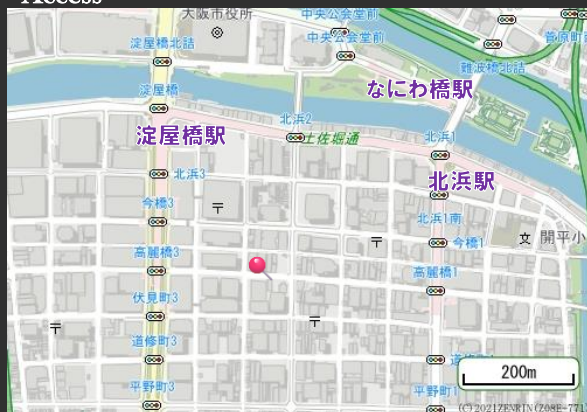 Access
大阪市役所
中央公会堂前
中央公会堂前
菅原町
淀屋橋北詰
難波橋北詰
淀屋橋
なにわ橋駅
北浜2
土佐堀通
北浜1
淀屋橋駅
北浜3
北浜駅
今橋3
北浜1南
今橋1
文
開平小
高麗橋3
高麗橋1
伏見町3
道修町3
平野町3
平野町1
200m
(C)2021ZENRIN(Z08E-